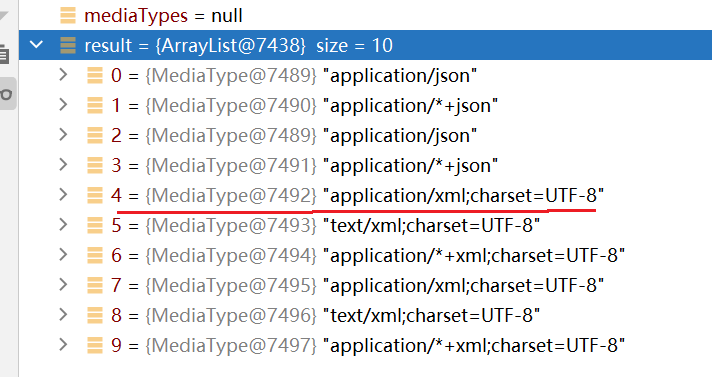 mediaTypes = null
result = {ArrayList@7438} size = 10
0 = {MediaType@7489} "application/json"
1 = {MediaType@7490} "application/*+json"
2 = {MediaType@7489} "application/json"
3 = {MediaType@7491} "application/*+json"
4 = {MediaType@7492} "application/xml;charset=UTF-8"
5 = {MediaType@7493} "text/xml;charset=UTF-8"
6 = {MediaType@7494} "application/*+xml;charset=UTF-8"
7 = {MediaType@7495} "application/xml;charset=UTF-8"
8 = {MediaType@7496} "text/xml;charset=UTF-8"
9 = {MediaType@7497} "application/*+xml;charset=UTF-8"